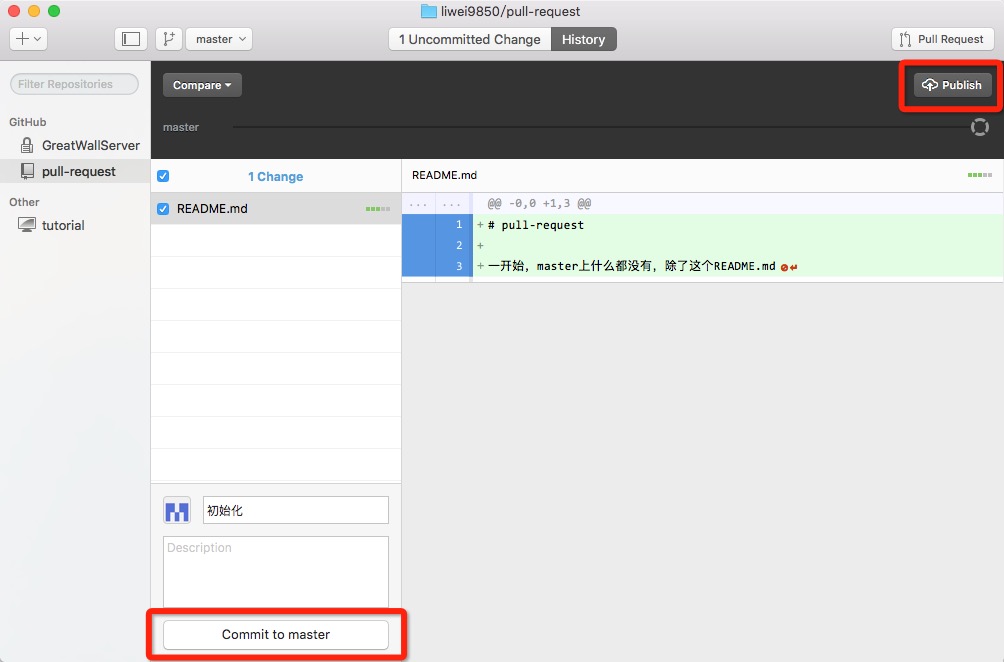 liwei9850/pull-request
master
1 Uncommitted Change
History
Pull Request
Filter Repositories
GitHub
GreatWallServer
pull-request
Other
tutorial
Compare
Publish
master
1 Change
README.md
README.md
... ... @@ -0,0 +1,3 @@
1 + # pull-request
2 +
3 + 一开始，master上什么都没有，除了这个README.md
初始化
Description
Commit to master